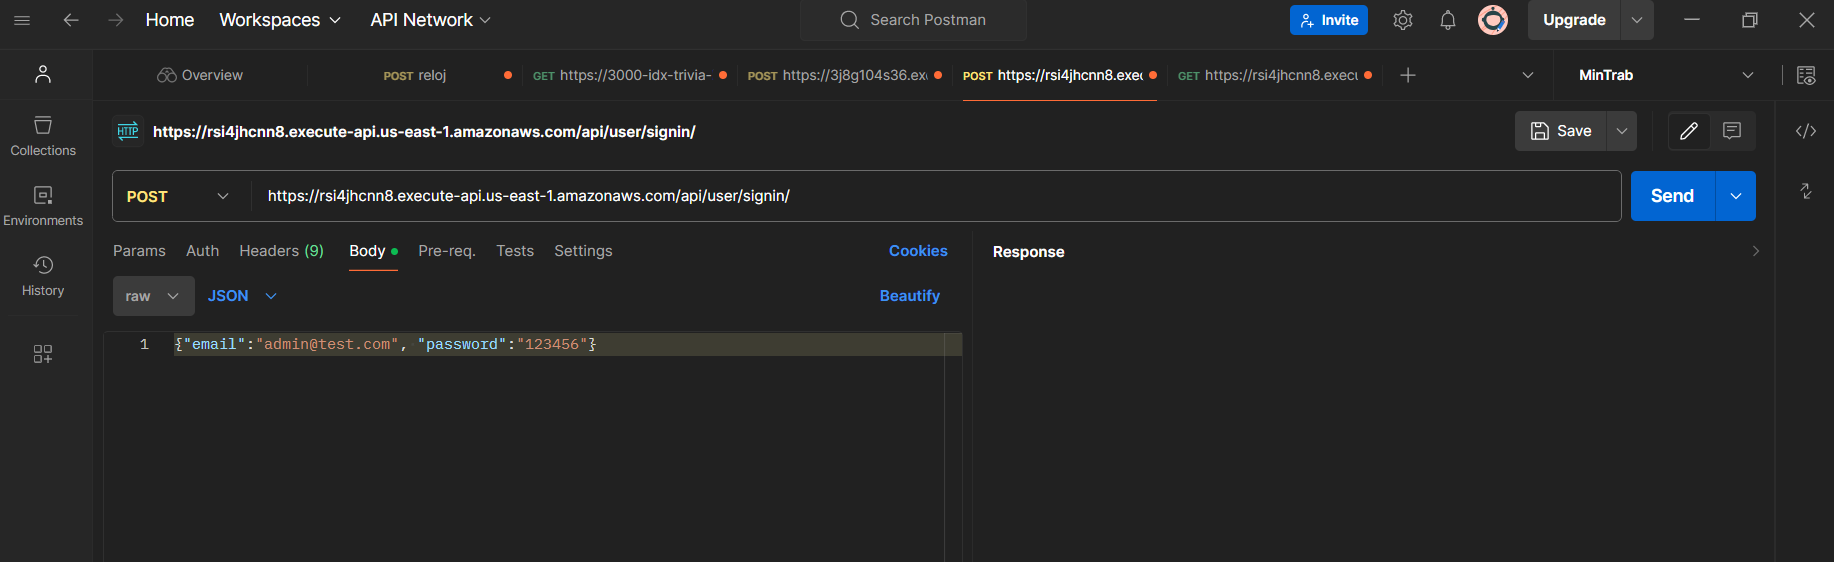 Home Workspaces API Network Search Postman Invite Upgrade
Overview POST reloj GET https://3000-idx-trivia- POST https://3j8g104s36.exe POST https://rsi4jhcnn8.exec GET https://rsi4jhcnn8.execu MinTrab
HTTP https://rsi4jhcnn8.execute-api.us-east-1.amazonaws.com/api/user/signin/ Save
Collections
POST https://rsi4jhcnn8.execute-api.us-east-1.amazonaws.com/api/user/signin/ Send
Environments
Params Auth Headers (9) Body Pre-req. Tests Settings Cookies Response
History
raw JSON Beautify
1 {"email":"admin@test.com", "password":"123456"}